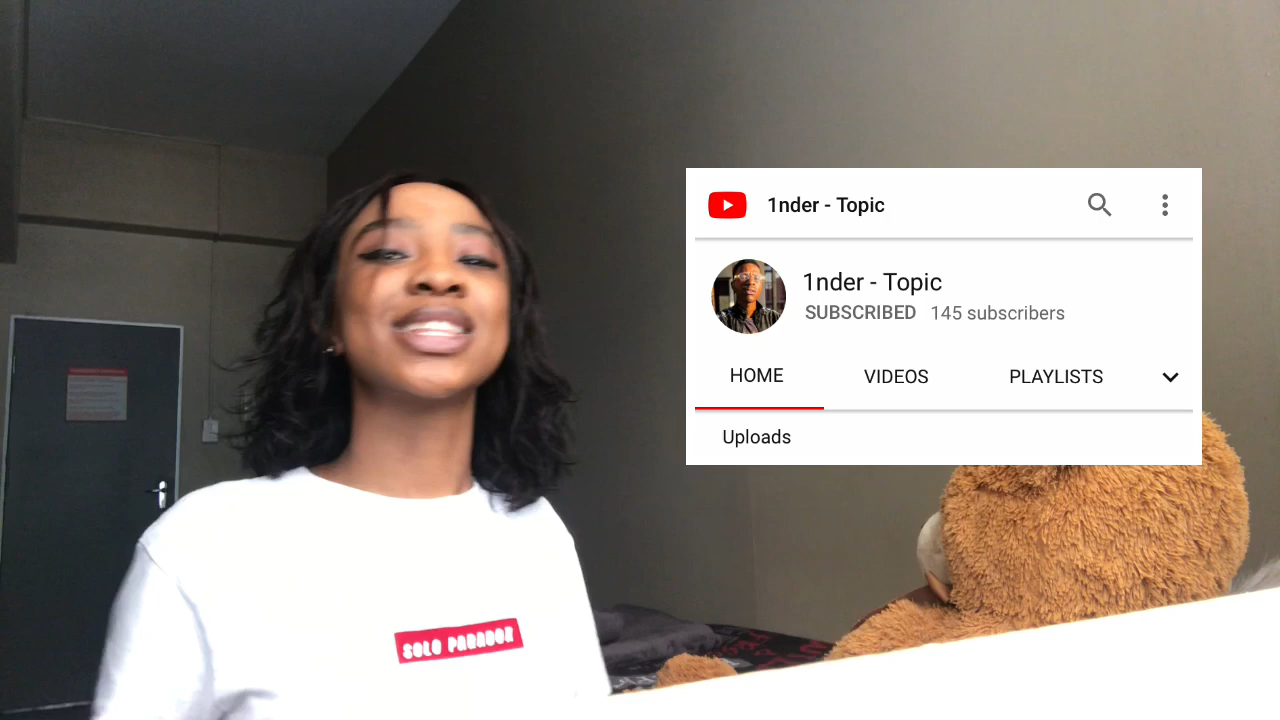 1nder - Topic
1nder - Topic
SUBSCRIBED 145 subscribers
HOME VIDEOS PLAYLISTS
Uploads
SOLO PARADOX